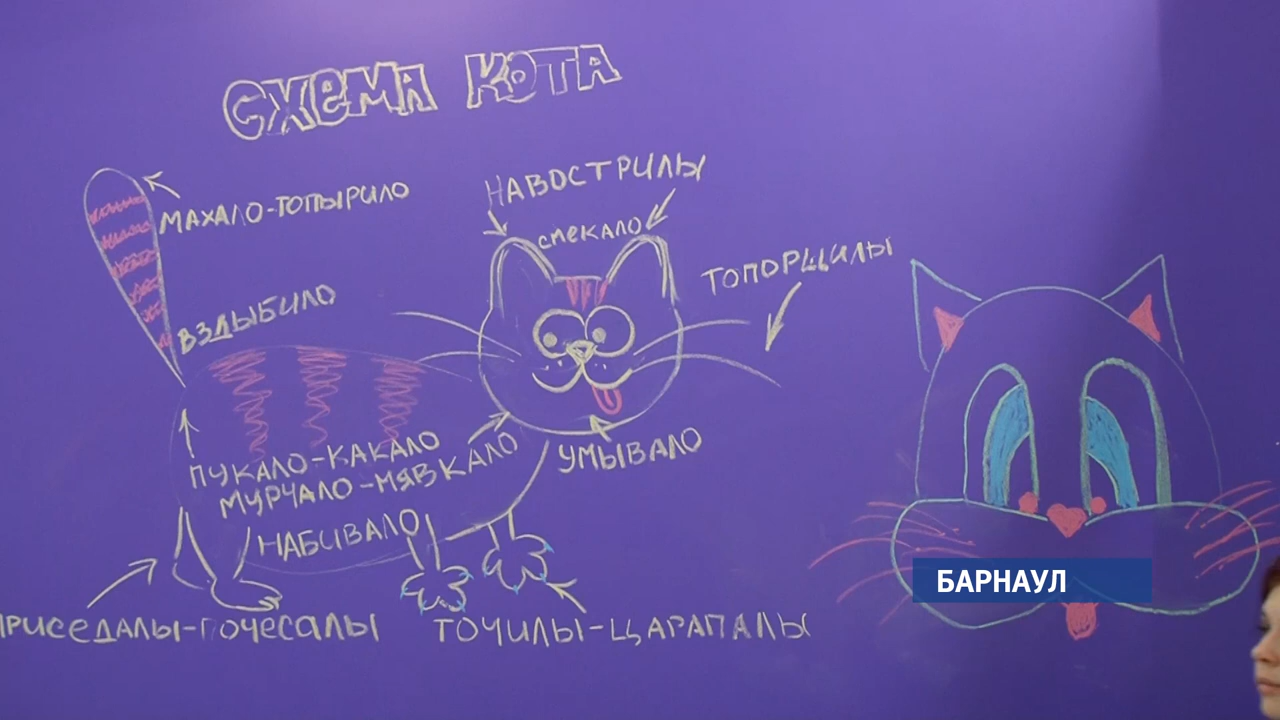 СХЕМА КОТА
МАХАЛО-ТОПЫРИЛО
НАВОСТРИЛЫ
СМЕКАЛО
ТОПОРЩИЛЫ
ВЗДЫБИЛО
ПУКАЛО-КАКАЛО
МУРЧАЛО-МЯВКАЛО
УМЫВАЛО
НАБИВАЛО
ПРИСЕДАЛЫ-ПОЧЕСАЛЫ
ТОЧИЛЫ-ЦАРАПАЛЫ
БАРНАУЛ